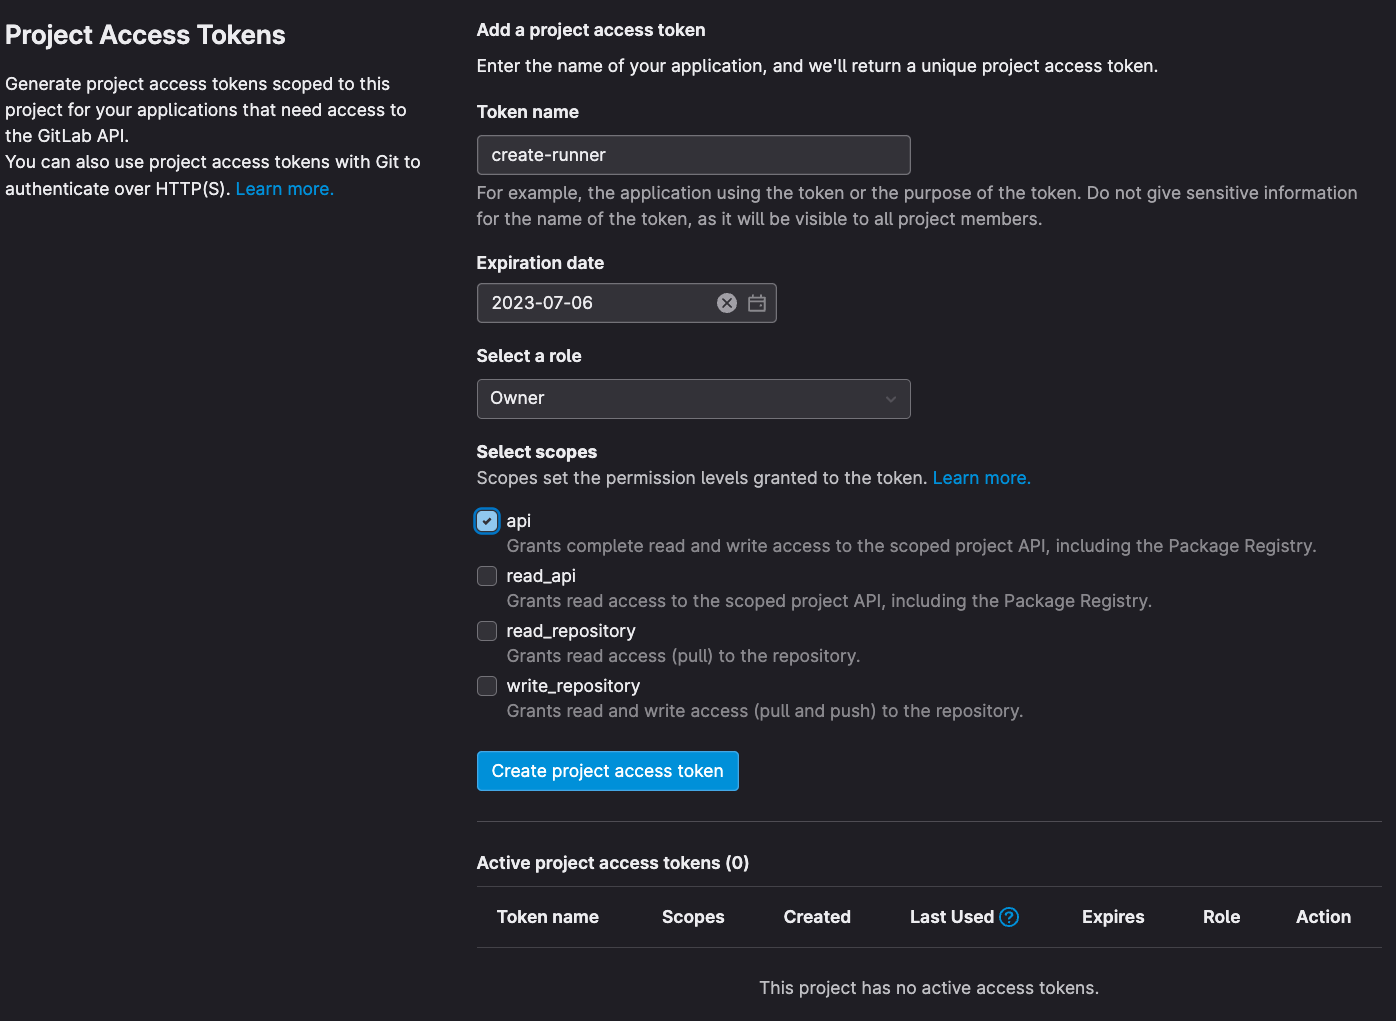 Project Access Tokens
Generate project access tokens scoped to this
project for your applications that need access to
the GitLab API.
You can also use project access tokens with Git to
authenticate over HTTP(S). Learn more.
Add a project access token
Enter the name of your application, and we'll return a unique project access token.
Token name
create-runner
For example, the application using the token or the purpose of the token. Do not give sensitive information
for the name of the token, as it will be visible to all project members.
Expiration date
2023-07-06
Select a role
Owner
Select scopes
Scopes set the permission levels granted to the token. Learn more.
api
Grants complete read and write access to the scoped project API, including the Package Registry.
read_api
Grants read access to the scoped project API, including the Package Registry.
read_repository
Grants read access (pull) to the repository.
write_repository
Grants read and write access (pull and push) to the repository.
Create project access token
Active project access tokens (0)
Token name Scopes Created Last Used ? Expires Role Action
This project has no active access tokens.